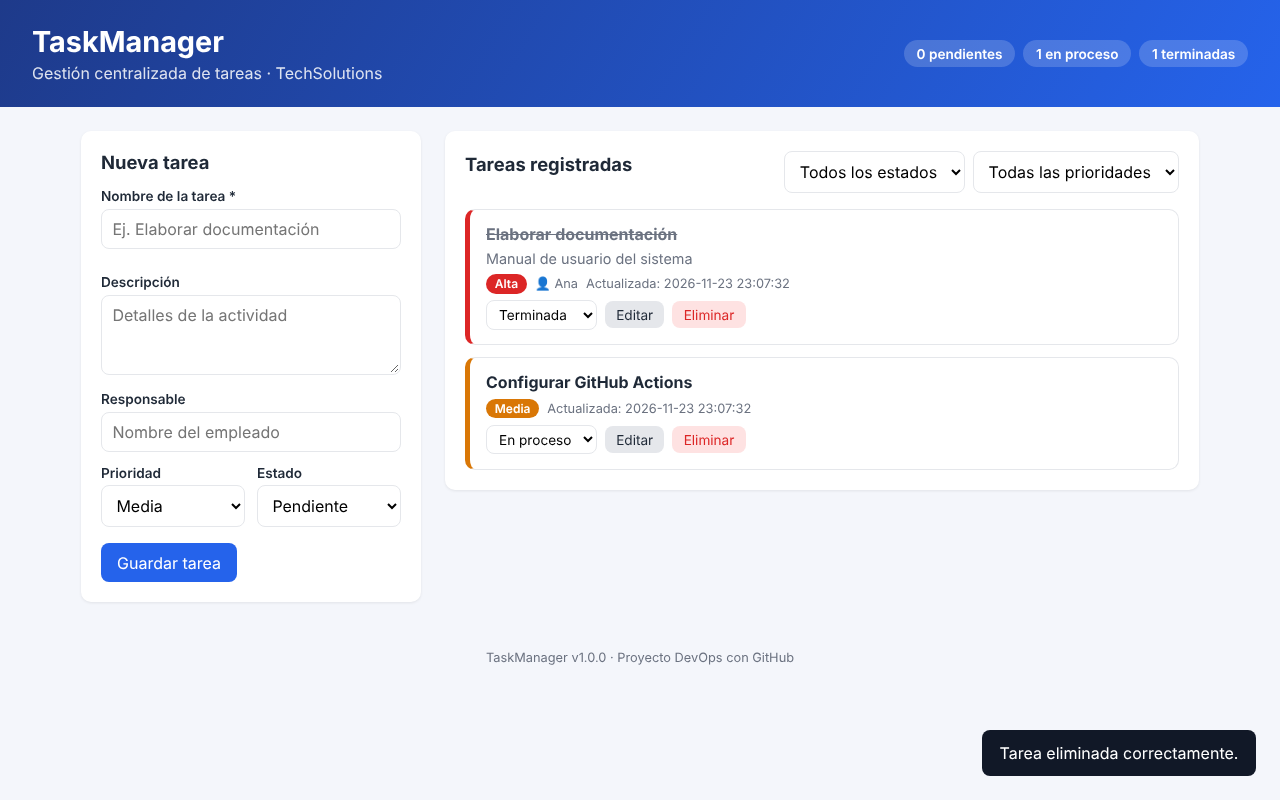 TaskManager
Gestión centralizada de tareas · TechSolutions
0 pendientes
1 en proceso
1 terminadas
Nueva tarea
Nombre de la tarea *
Ej. Elaborar documentación
Descripción
Detalles de la actividad
Responsable
Nombre del empleado
Prioridad
Estado
Media
Pendiente
Guardar tarea
Tareas registradas
Todos los estados
Todas las prioridades
Elaborar documentación
Manual de usuario del sistema
Alta 👤 Ana Actualizada: 2026-11-23 23:07:32
Terminada Editar Eliminar
Configurar GitHub Actions
Media Actualizada: 2026-11-23 23:07:32
En proceso Editar Eliminar
TaskManager v1.0.0 · Proyecto DevOps con GitHub
Tarea eliminada correctamente.